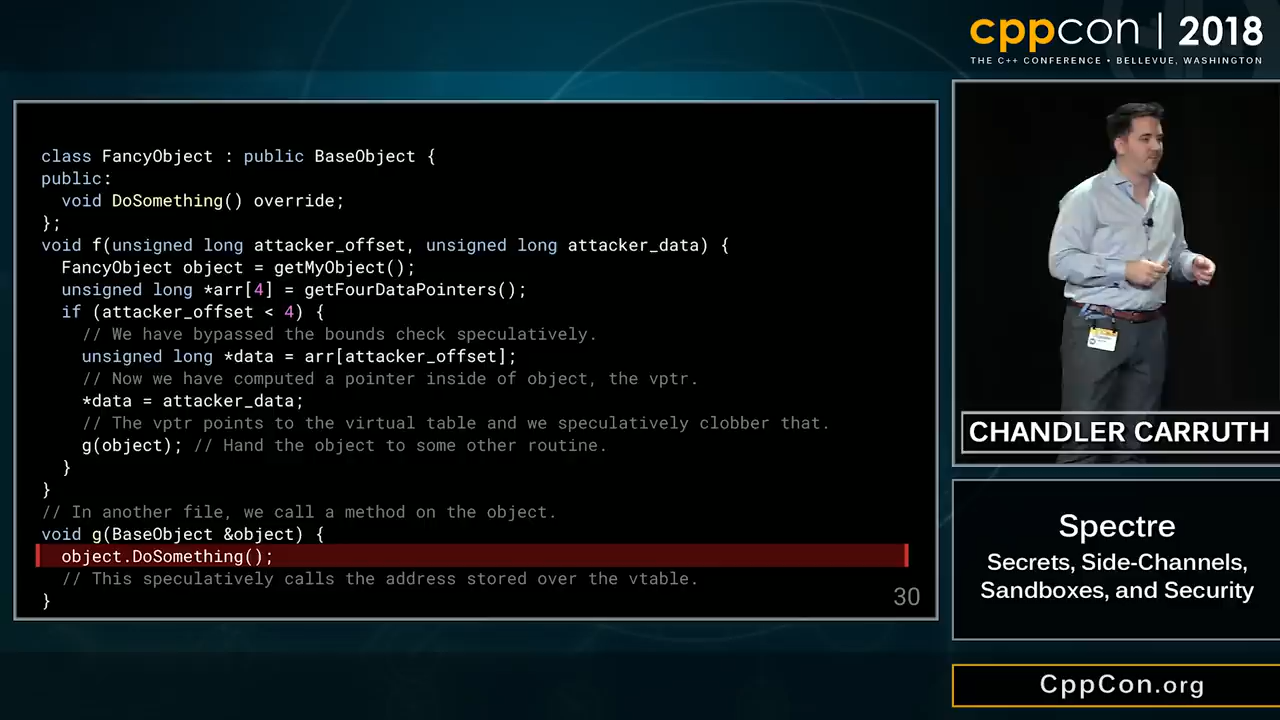 cppcon | 2018
THE C++ CONFERENCE • BELLEVUE, WASHINGTON
class FancyObject : public BaseObject {
public:
  void DoSomething() override;
};
void f(unsigned long attacker_offset, unsigned long attacker_data) {
  FancyObject object = getMyObject();
  unsigned long *arr[4] = getFourDataPointers();
  if (attacker_offset < 4) {
    // We have bypassed the bounds check speculatively.
    unsigned long *data = arr[attacker_offset];
    // Now we have computed a pointer inside of object, the vptr.
    *data = attacker_data;
    // The vptr points to the virtual table and we speculatively clobber that.
    g(object); // Hand the object to some other routine.
  }
}
// In another file, we call a method on the object.
void g(BaseObject &object) {
  object.DoSomething();
  // This speculatively calls the address stored over the vtable.
}
30
CHANDLER CARRUTH
Spectre
Secrets, Side-Channels,
Sandboxes, and Security
CppCon.org